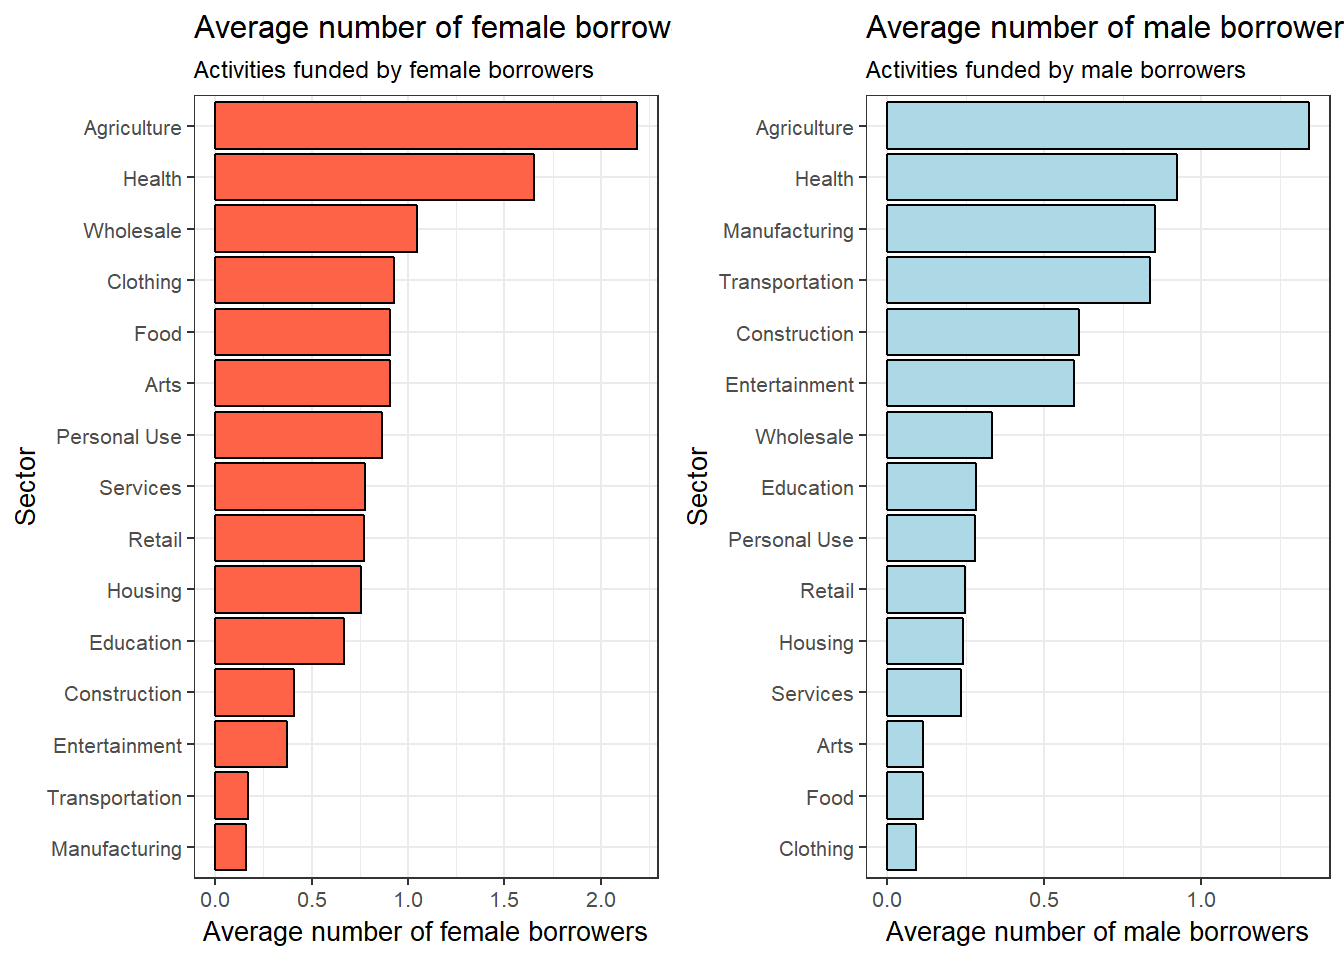 Average number of female borrow
Activities funded by female borrowers
Agriculture
Health
Wholesale
Clothing
Food
Arts
Personal Use
Services
Retail
Housing
Education
Construction
Entertainment
Transportation
Manufacturing
Sector
0.0 0.5 1.0 1.5 2.0
Average number of female borrowers
Average number of male borrower
Activities funded by male borrowers
Agriculture
Health
Manufacturing
Transportation
Construction
Entertainment
Wholesale
Education
Personal Use
Retail
Housing
Services
Arts
Food
Clothing
Sector
0.0 0.5 1.0
Average number of male borrowers